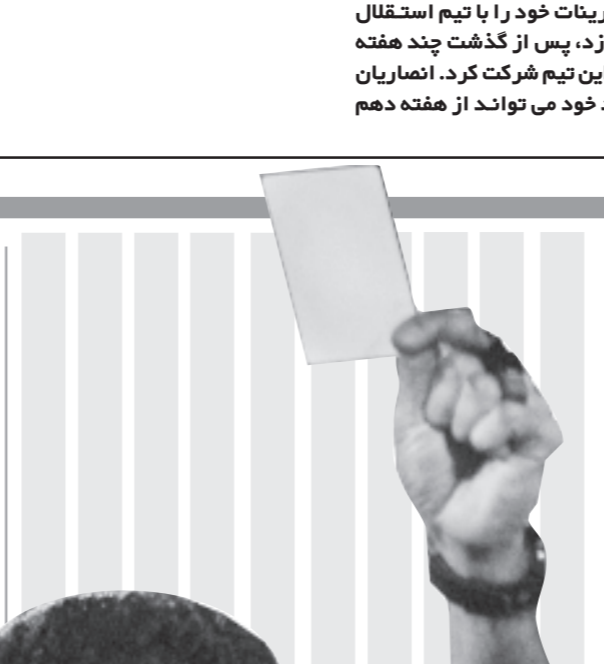 رینات خود را با تیم استقلال
زد، پس از گذشت چند هفته
این تیم شرکت کرد. انصاریان
خود می تواند از هفته دهم